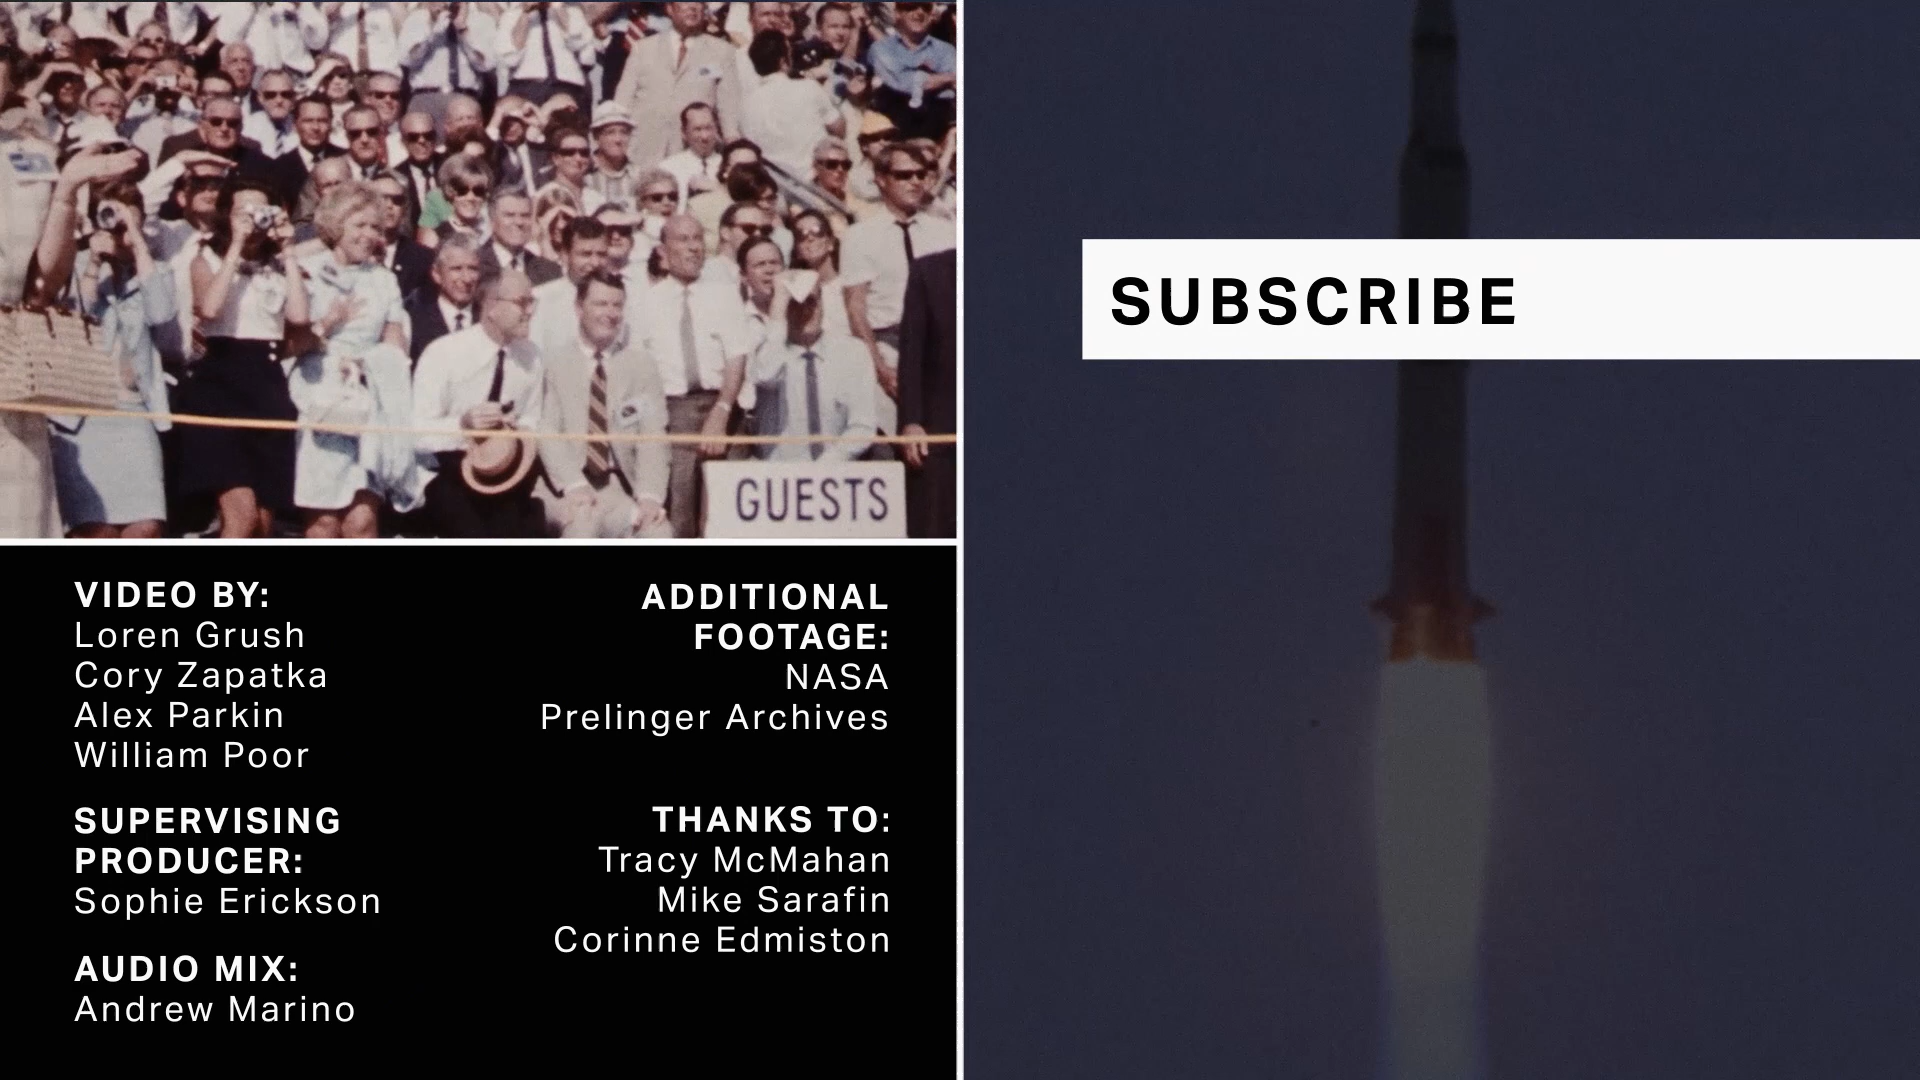 GUESTS
SUBSCRIBE
VIDEO BY:
Loren Grush
Cory Zapatka
Alex Parkin
William Poor
SUPERVISING
PRODUCER:
Sophie Erickson
AUDIO MIX:
Andrew Marino
ADDITIONAL
FOOTAGE:
NASA
Prelinger Archives
THANKS TO:
Tracy McMahan
Mike Sarafin
Corinne Edmiston